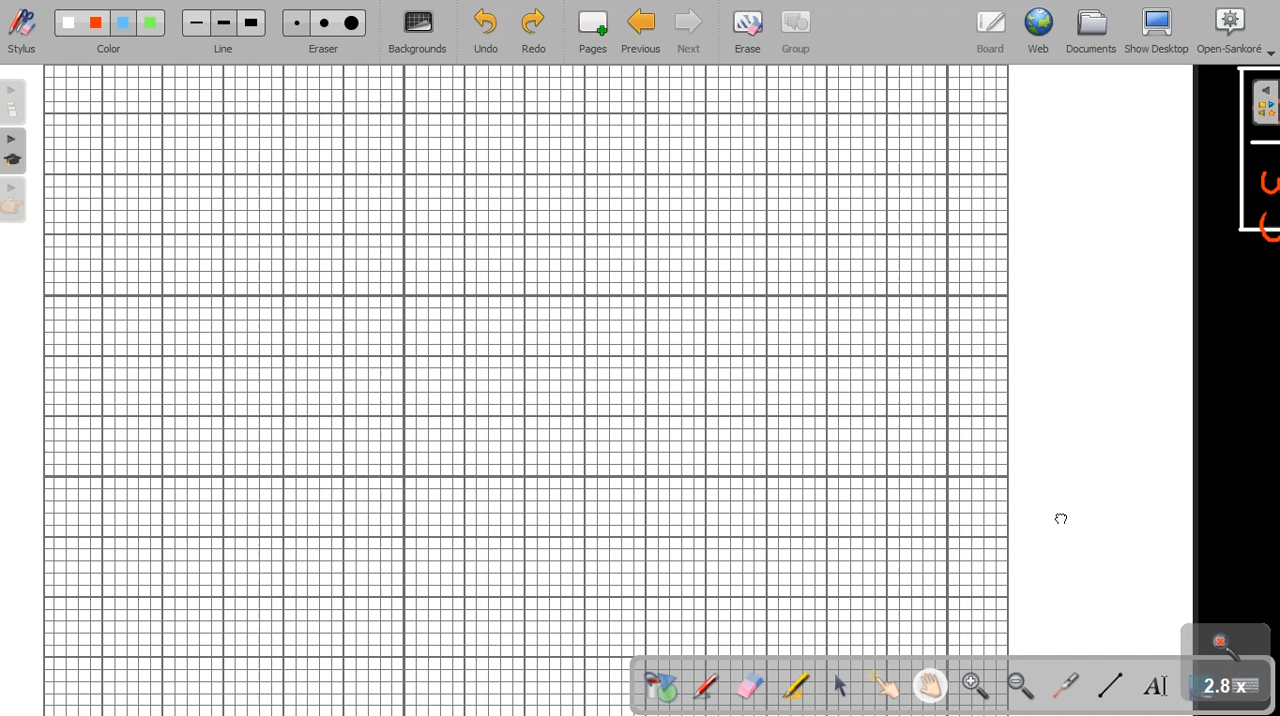 Stylus
Color
Line
Eraser
Backgrounds
Undo
Redo
Pages
Previous
Next
Erase
Group
Board
Web
Documents
Show Desktop
Open-Sankoré
2.8 x